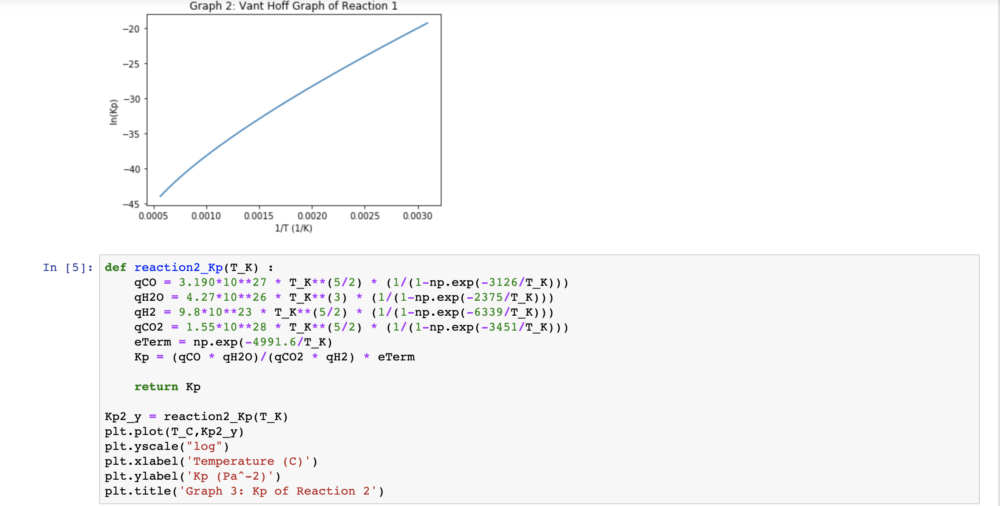 Graph 2: Vant Hoff Graph of Reaction 1
−20
−25
−30
−35
−40
−45
ln(Kp)
0.0005 0.0010 0.0015 0.0020 0.0025 0.0030
1/T (1/K)
In [5]:
def reaction2_Kp(T_K) :
    qCO = 3.190*10**27 * T_K**(5/2) * (1/(1-np.exp(-3126/T_K)))
    qH2O = 4.27*10**26 * T_K**(3) * (1/(1-np.exp(-2375/T_K)))
    qH2 = 9.8*10**23 * T_K**(5/2) * (1/(1-np.exp(-6339/T_K)))
    qCO2 = 1.55*10**28 * T_K**(5/2) * (1/(1-np.exp(-3451/T_K)))
    eTerm = np.exp(-4991.6/T_K)
    Kp = (qCO * qH2O)/(qCO2 * qH2) * eTerm
    return Kp
Kp2_y = reaction2_Kp(T_K)
plt.plot(T_C,Kp2_y)
plt.yscale("log")
plt.xlabel('Temperature (C)')
plt.ylabel('Kp (Pa^-2)')
plt.title('Graph 3: Kp of Reaction 2')